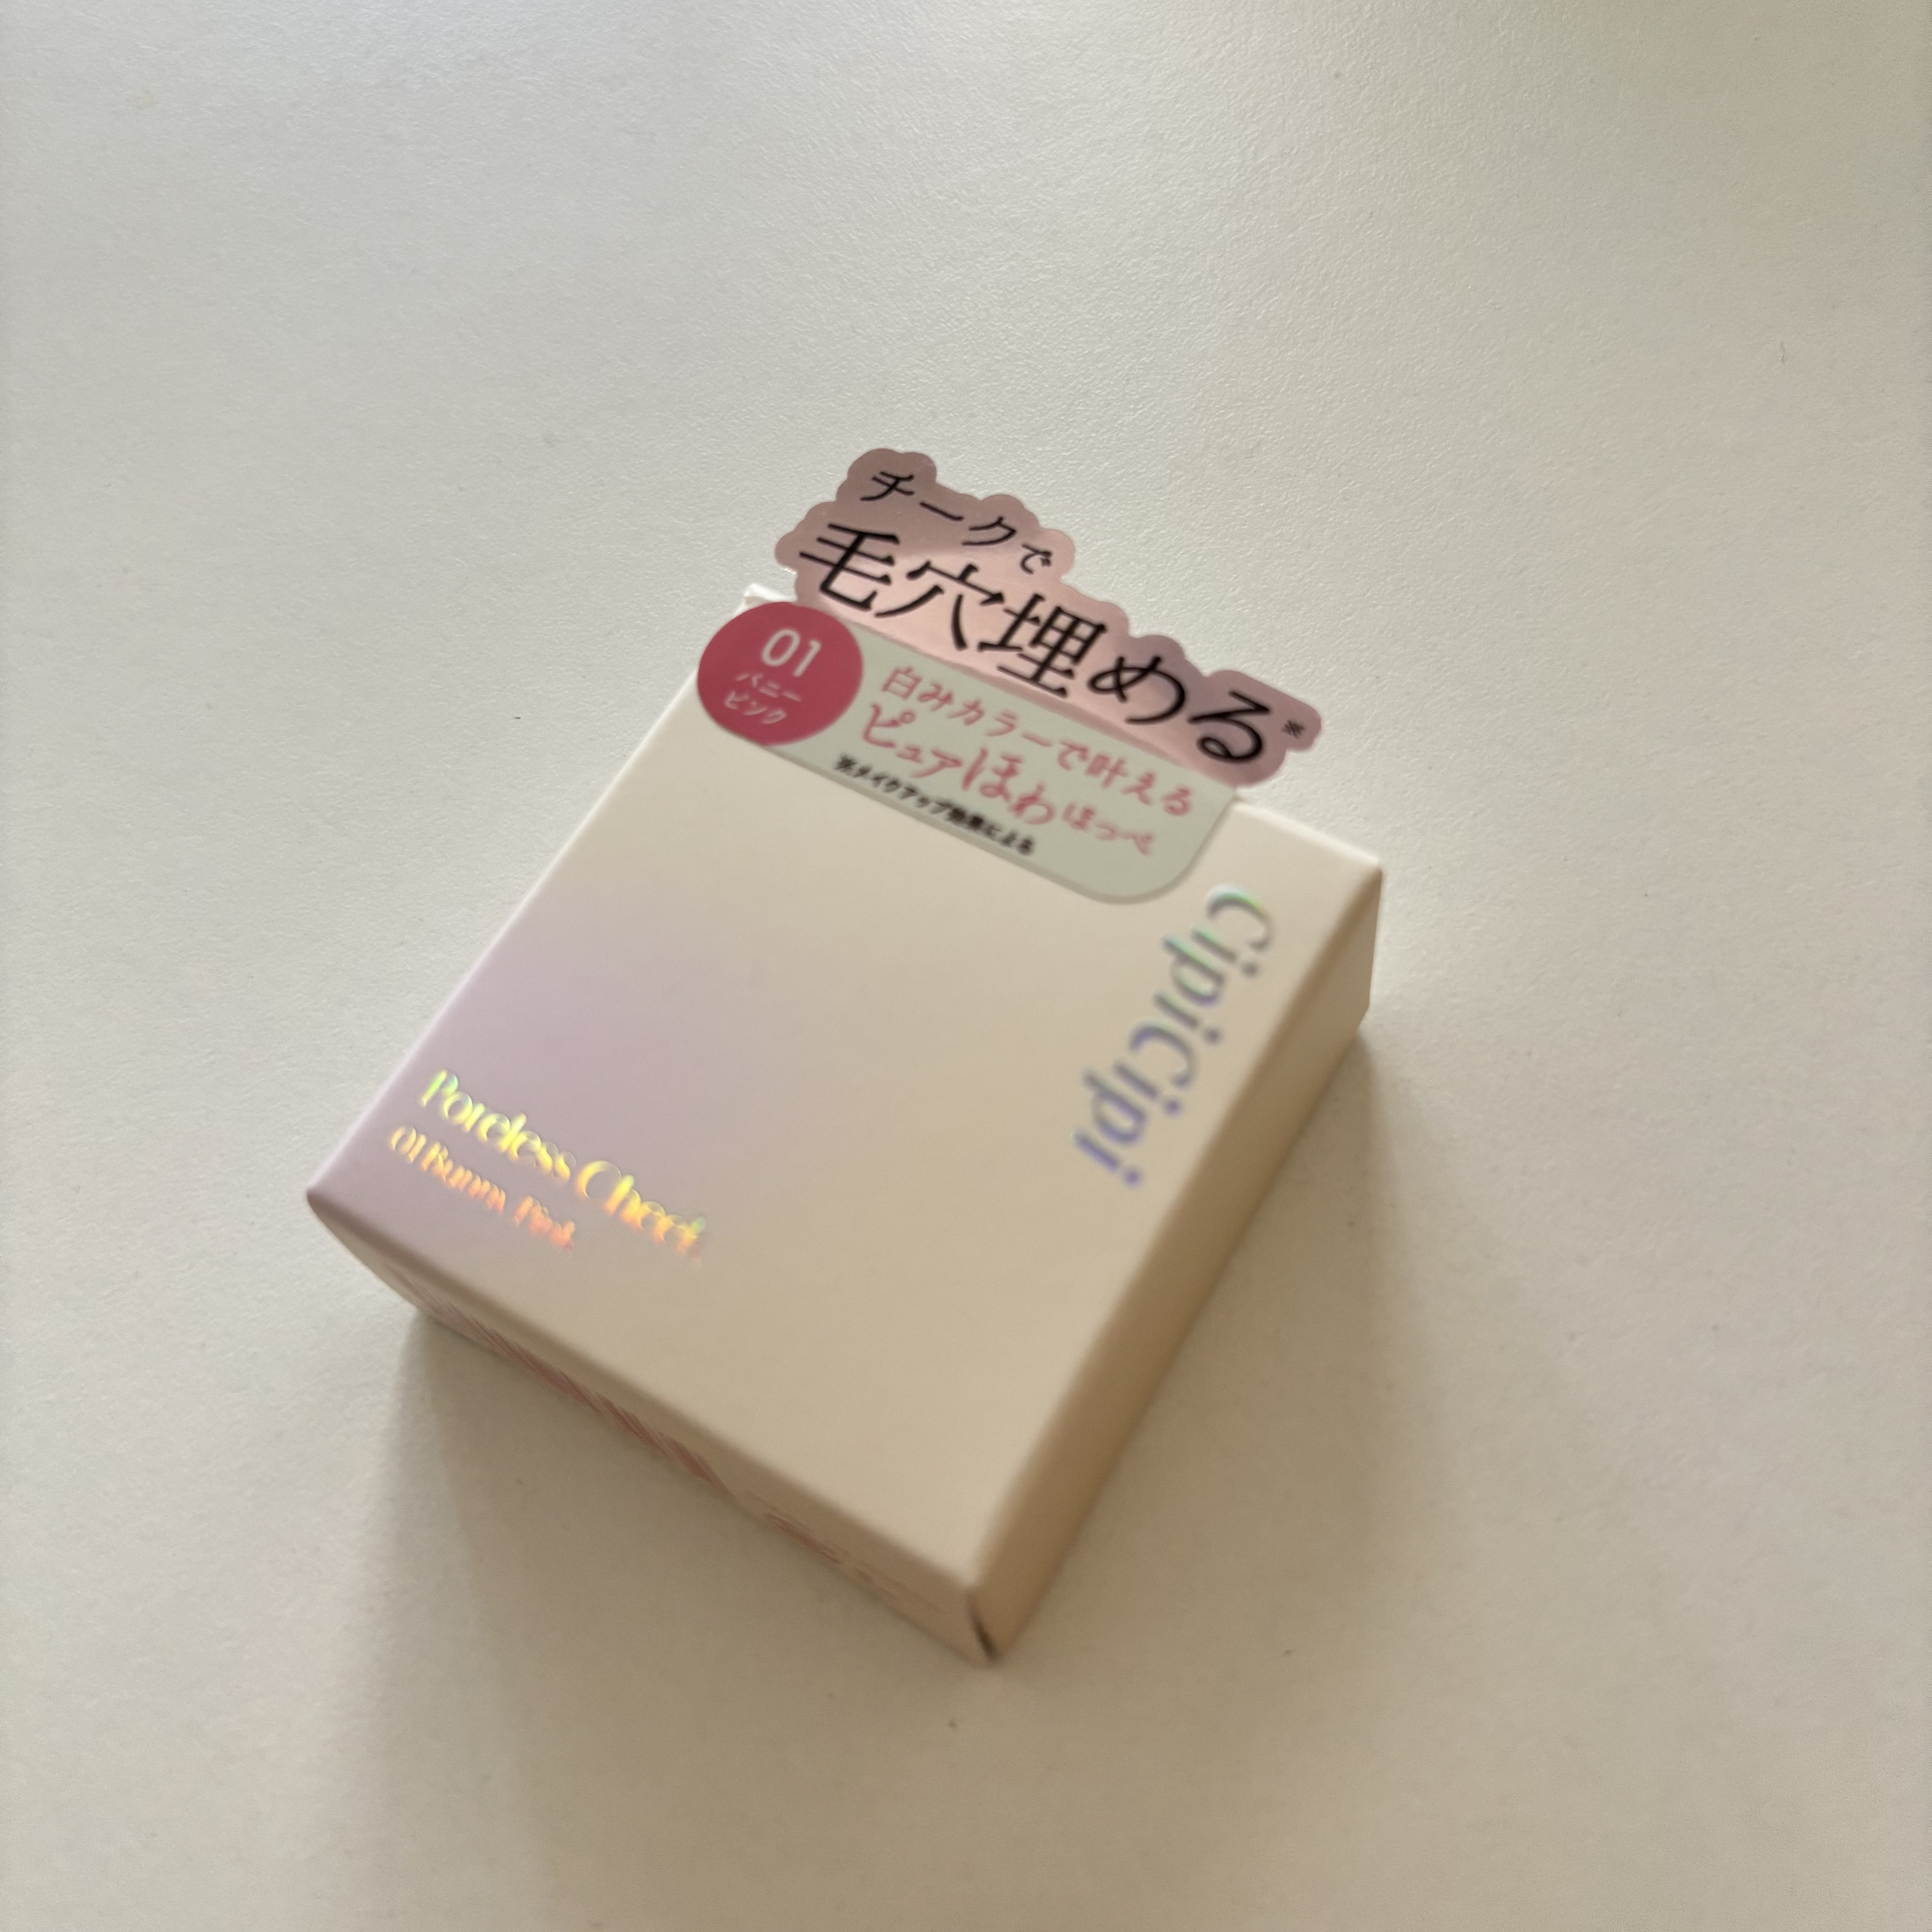 チークで
毛穴埋める※
01
バニー
ピンク
白みカラーで叶える
ピュアほわほっぺ
※メイクアップ効果による
CipiCipi
Poreless Cheek
01 Bunny Pink